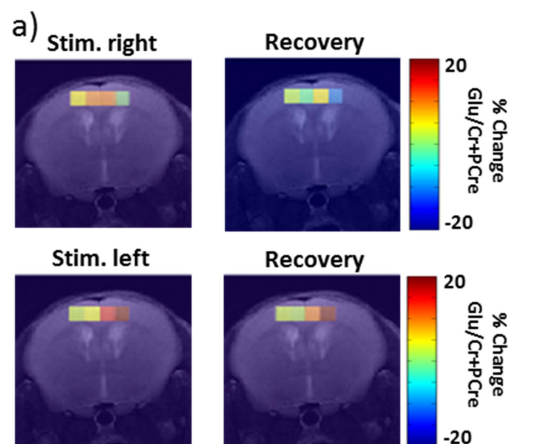 a)
Stim. right
Recovery
20
% Change
Glu/Cr+PCre
-20
Stim. left
Recovery
20
% Change
Glu/Cr+PCre
-20